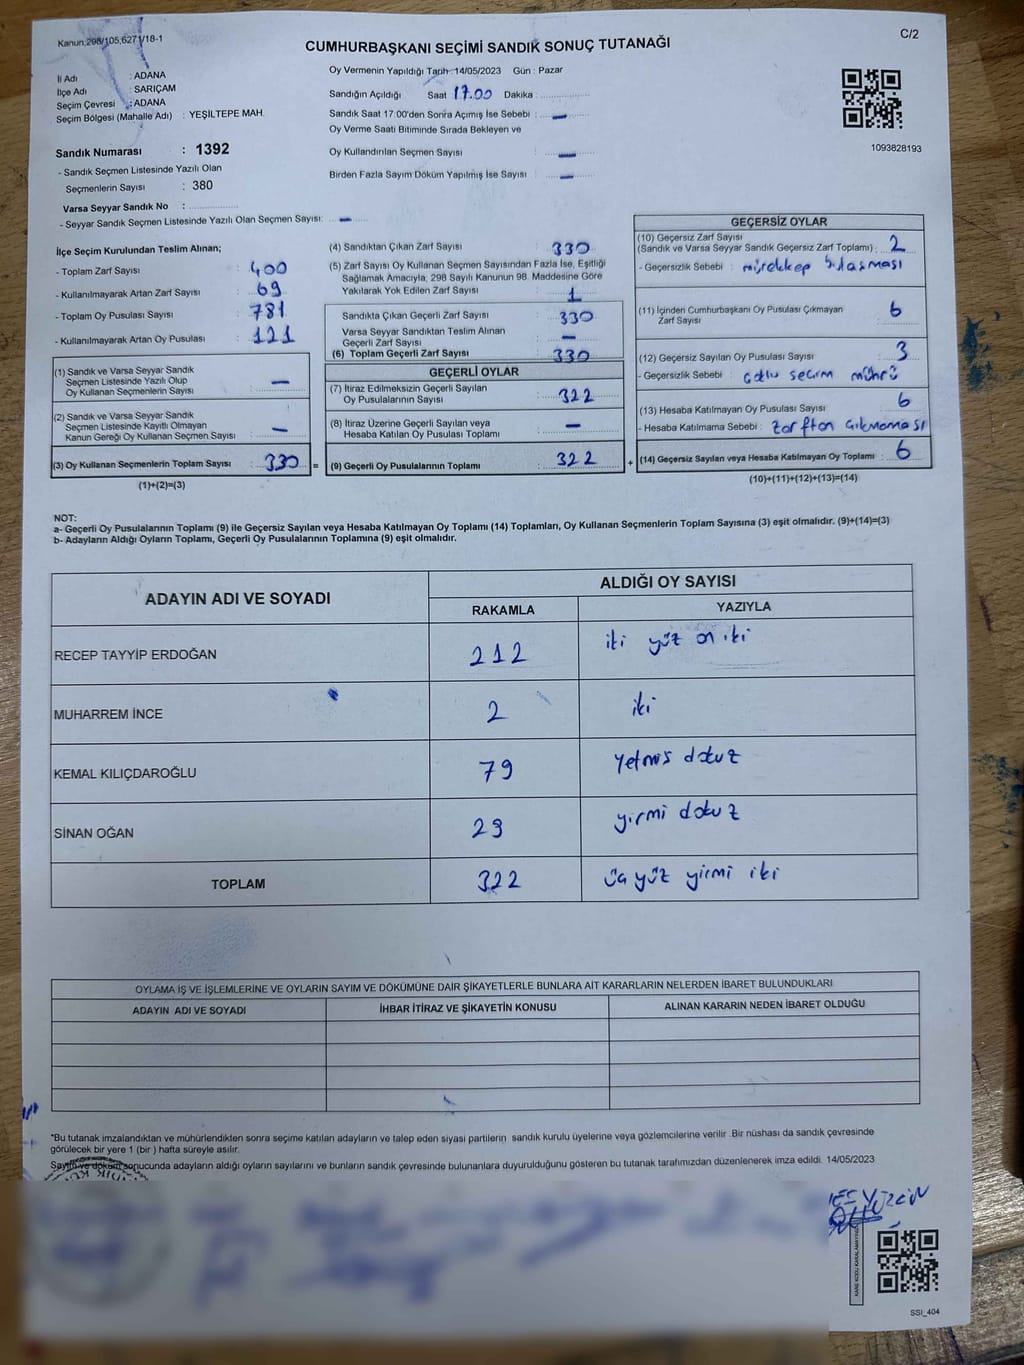 Kanun,298/105,6271/18-1
C/2
CUMHURBAŞKANI SEÇİMİ SANDIK SONUÇ TUTANAĞI
İl Adı : ADANA
İlçe Adı : SARIÇAM
Seçim Çevresi : ADANA
Seçim Bölgesi (Mahalle Adı) : YEŞİLTEPE MAH.
Sandık Numarası : 1392
- Sandık Seçmen Listesinde Yazılı Olan
Seçmenlerin Sayısı : 380
Varsa Seyyar Sandık No :
- Seyyar Sandık Seçmen Listesinde Yazılı Olan Seçmen Sayısı: —
Oy Vermenin Yapıldığı Tarih : 14/05/2023 Gün : Pazar
Sandığın Açıldığı Saat 17.00 Dakika :
Sandık Saat 17:00'den Sonra Açımış İse Sebebi : —
Oy Verme Saati Bitiminde Sırada Bekleyen ve
Oy Kullandırılan Seçmen Sayısı : —
Birden Fazla Sayım Döküm Yapılmış İse Sayısı : —
1093828193
İlçe Seçim Kurulundan Teslim Alınan;
- Toplam Zarf Sayısı : 400
- Kullanılmayarak Artan Zarf Sayısı : 69
- Toplam Oy Pusulası Sayısı : 781
- Kullanılmayarak Artan Oy Pusulası : 121
(1) Sandık ve Varsa Seyyar Sandık
Seçmen Listesinde Yazılı Olup
Oy Kullanan Seçmenlerin Sayısı : —
(2) Sandık ve Varsa Seyyar Sandık
Seçmen Listesinde Kayıtlı Olmayan
Kanun Gereği Oy Kullanan Seçmen Sayısı : —
(3) Oy Kullanan Seçmenlerin Toplam Sayısı : 330 =
(1)+(2)=(3)
(4) Sandıktan Çıkan Zarf Sayısı : 330
(5) Zarf Sayısı Oy Kullanan Seçmen Sayısından Fazla İse, Eşitliği
Sağlamak Amacıyla, 298 Sayılı Kanunun 98. Maddesine Göre
Yakılarak Yok Edilen Zarf Sayısı : 1
Sandıkta Çıkan Geçerli Zarf Sayısı : 330
Varsa Seyyar Sandıktan Teslim Alınan
Geçerli Zarf Sayısı : —
(6) Toplam Geçerli Zarf Sayısı : 330
GEÇERLİ OYLAR
(7) İtiraz Edilmeksizin Geçerli Sayılan
Oy Pusulalarının Sayısı : 322
(8) İtiraz Üzerine Geçerli Sayılan veya
Hesaba Katılan Oy Pusulası Toplamı : —
(9) Geçerli Oy Pusulalarının Toplamı : 322 +
GEÇERSİZ OYLAR
(10) Geçersiz Zarf Sayısı
(Sandık ve Varsa Seyyar Sandık Geçersiz Zarf Toplamı) : 2
- Geçersizlik Sebebi : mürekkep bulaşması
(11) İçinden Cumhurbaşkanı Oy Pusulası Çıkmayan
Zarf Sayısı : 6
(12) Geçersiz Sayılan Oy Pusulası Sayısı : 3
- Geçersizlik Sebebi : çoklu seçim mührü
(13) Hesaba Katılmayan Oy Pusulası Sayısı : 6
- Hesaba Katılmama Sebebi : zarftan çıkmaması
(14) Geçersiz Sayılan veya Hesaba Katılmayan Oy Toplamı : 6
(10)+(11)+(12)+(13)=(14)
NOT:
a- Geçerli Oy Pusulalarının Toplamı (9) ile Geçersiz Sayılan veya Hesaba Katılmayan Oy Toplamı (14) Toplamları, Oy Kullanan Seçmenlerin Toplam Sayısına (3) eşit olmalıdır. (9)+(14)=(3)
b- Adayların Aldığı Oyların Toplamı, Geçerli Oy Pusulalarının Toplamına (9) eşit olmalıdır.
ADAYIN ADI VE SOYADI ALDIĞI OY SAYISI
RAKAMLA YAZIYLA
RECEP TAYYİP ERDOĞAN 212 iki yüz on iki
MUHARREM İNCE 2 iki
KEMAL KILIÇDAROĞLU 79 yetmiş dokuz
SİNAN OĞAN 29 yirmi dokuz
TOPLAM 322 üç yüz yirmi iki
OYLAMA İŞ VE İŞLEMLERİNE VE OYLARIN SAYIM VE DÖKÜMÜNE DAİR ŞİKAYETLERLE BUNLARA AİT KARARLARIN NELERDEN İBARET BULUNDUKLARI
ADAYIN ADI VE SOYADI İHBAR İTİRAZ VE ŞİKAYETİN KONUSU ALINAN KARARIN NEDEN İBARET OLDUĞU
*Bu tutanak imzalandıktan ve mühürlendikten sonra seçime katılan adayların ve talep eden siyasi partilerin sandık kurulu üyelerine veya gözlemcilerine verilir .Bir nüshası da sandık çevresinde
görülecek bir yere 1 (bir ) hafta süreyle asılır.
Sayım ve döküm sonucunda adayların aldığı oyların sayılarını ve bunların sandık çevresinde bulunanlara duyurulduğunu gösteren bu tutanak tarafımızdan düzenlenerek imza edildi. 14/05/2023
KARE KODU KARALAMAYINIZ
SSI_404